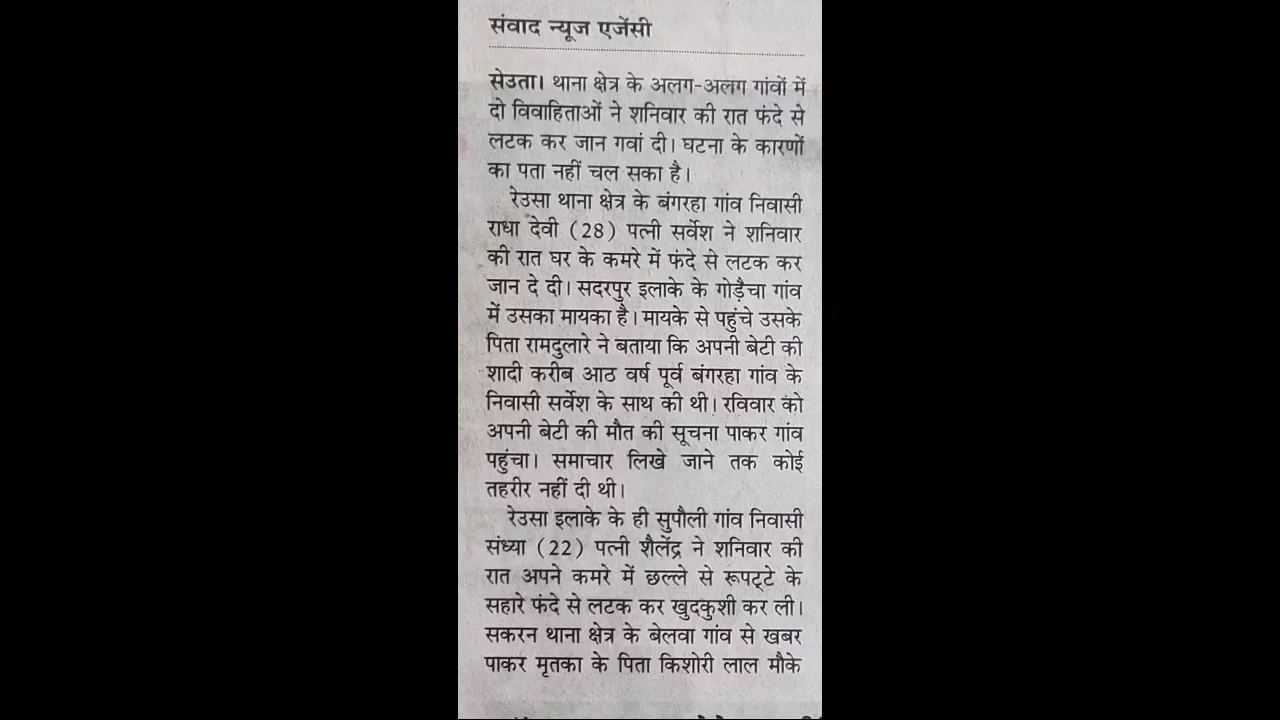 संवाद न्यूज एजेंसी
सेउता। थाना क्षेत्र के अलग-अलग गांवों में
दो विवाहिताओं ने शनिवार की रात फंदे से
लटक कर जान गवां दी। घटना के कारणों
का पता नहीं चल सका है।
रेउसा थाना क्षेत्र के बंगरहा गांव निवासी
राधा देवी (28) पत्नी सर्वेश ने शनिवार
की रात घर के कमरे में फंदे से लटक कर
जान दे दी। सदरपुर इलाके के गोड़ैचा गांव
में उसका मायका है। मायके से पहुंचे उसके
पिता रामदुलारे ने बताया कि अपनी बेटी की
शादी करीब आठ वर्ष पूर्व बंगरहा गांव के
निवासी सर्वेश के साथ की थी। रविवार को
अपनी बेटी की मौत की सूचना पाकर गांव
पहुंचा। समाचार लिखे जाने तक कोई
तहरीर नहीं दी थी।
रेउसा इलाके के ही सुपौली गांव निवासी
संध्या (22) पत्नी शैलेंद्र ने शनिवार की
रात अपने कमरे में छल्ले से रूपट्टे के
सहारे फंदे से लटक कर खुदकुशी कर ली।
सकरन थाना क्षेत्र के बेलवा गांव से खबर
पाकर मृतका के पिता किशोरी लाल मौके